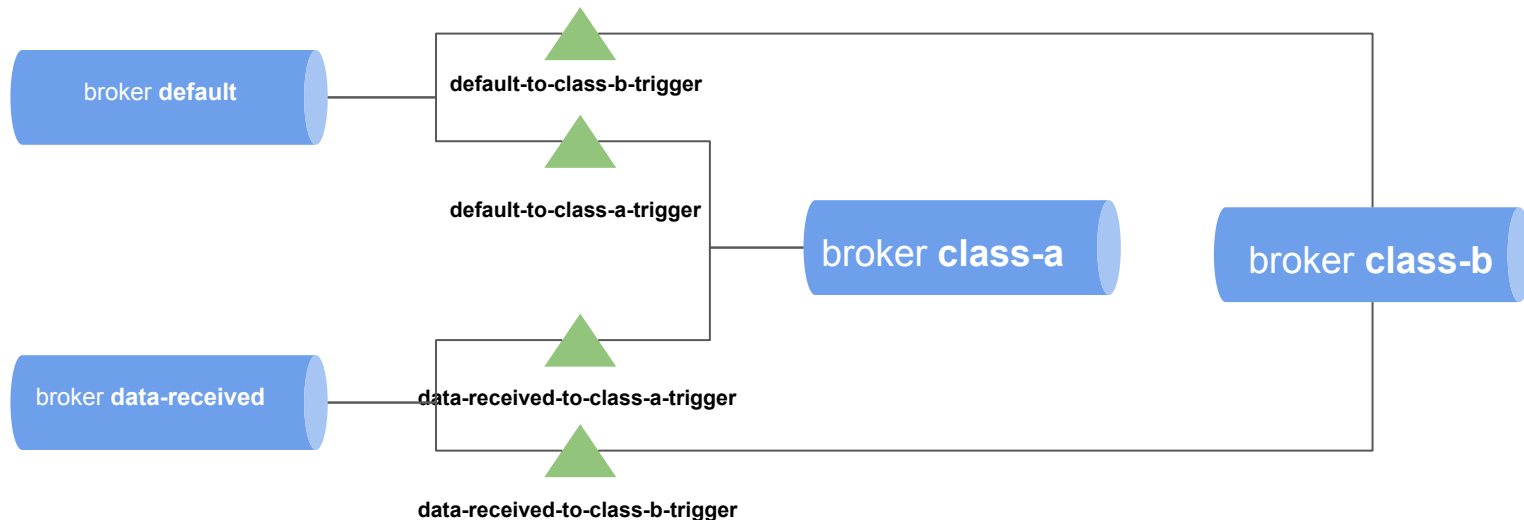 broker default
default-to-class-b-trigger
default-to-class-a-trigger
broker class-a
broker class-b
broker data-received
data-received-to-class-a-trigger
data-received-to-class-b-trigger